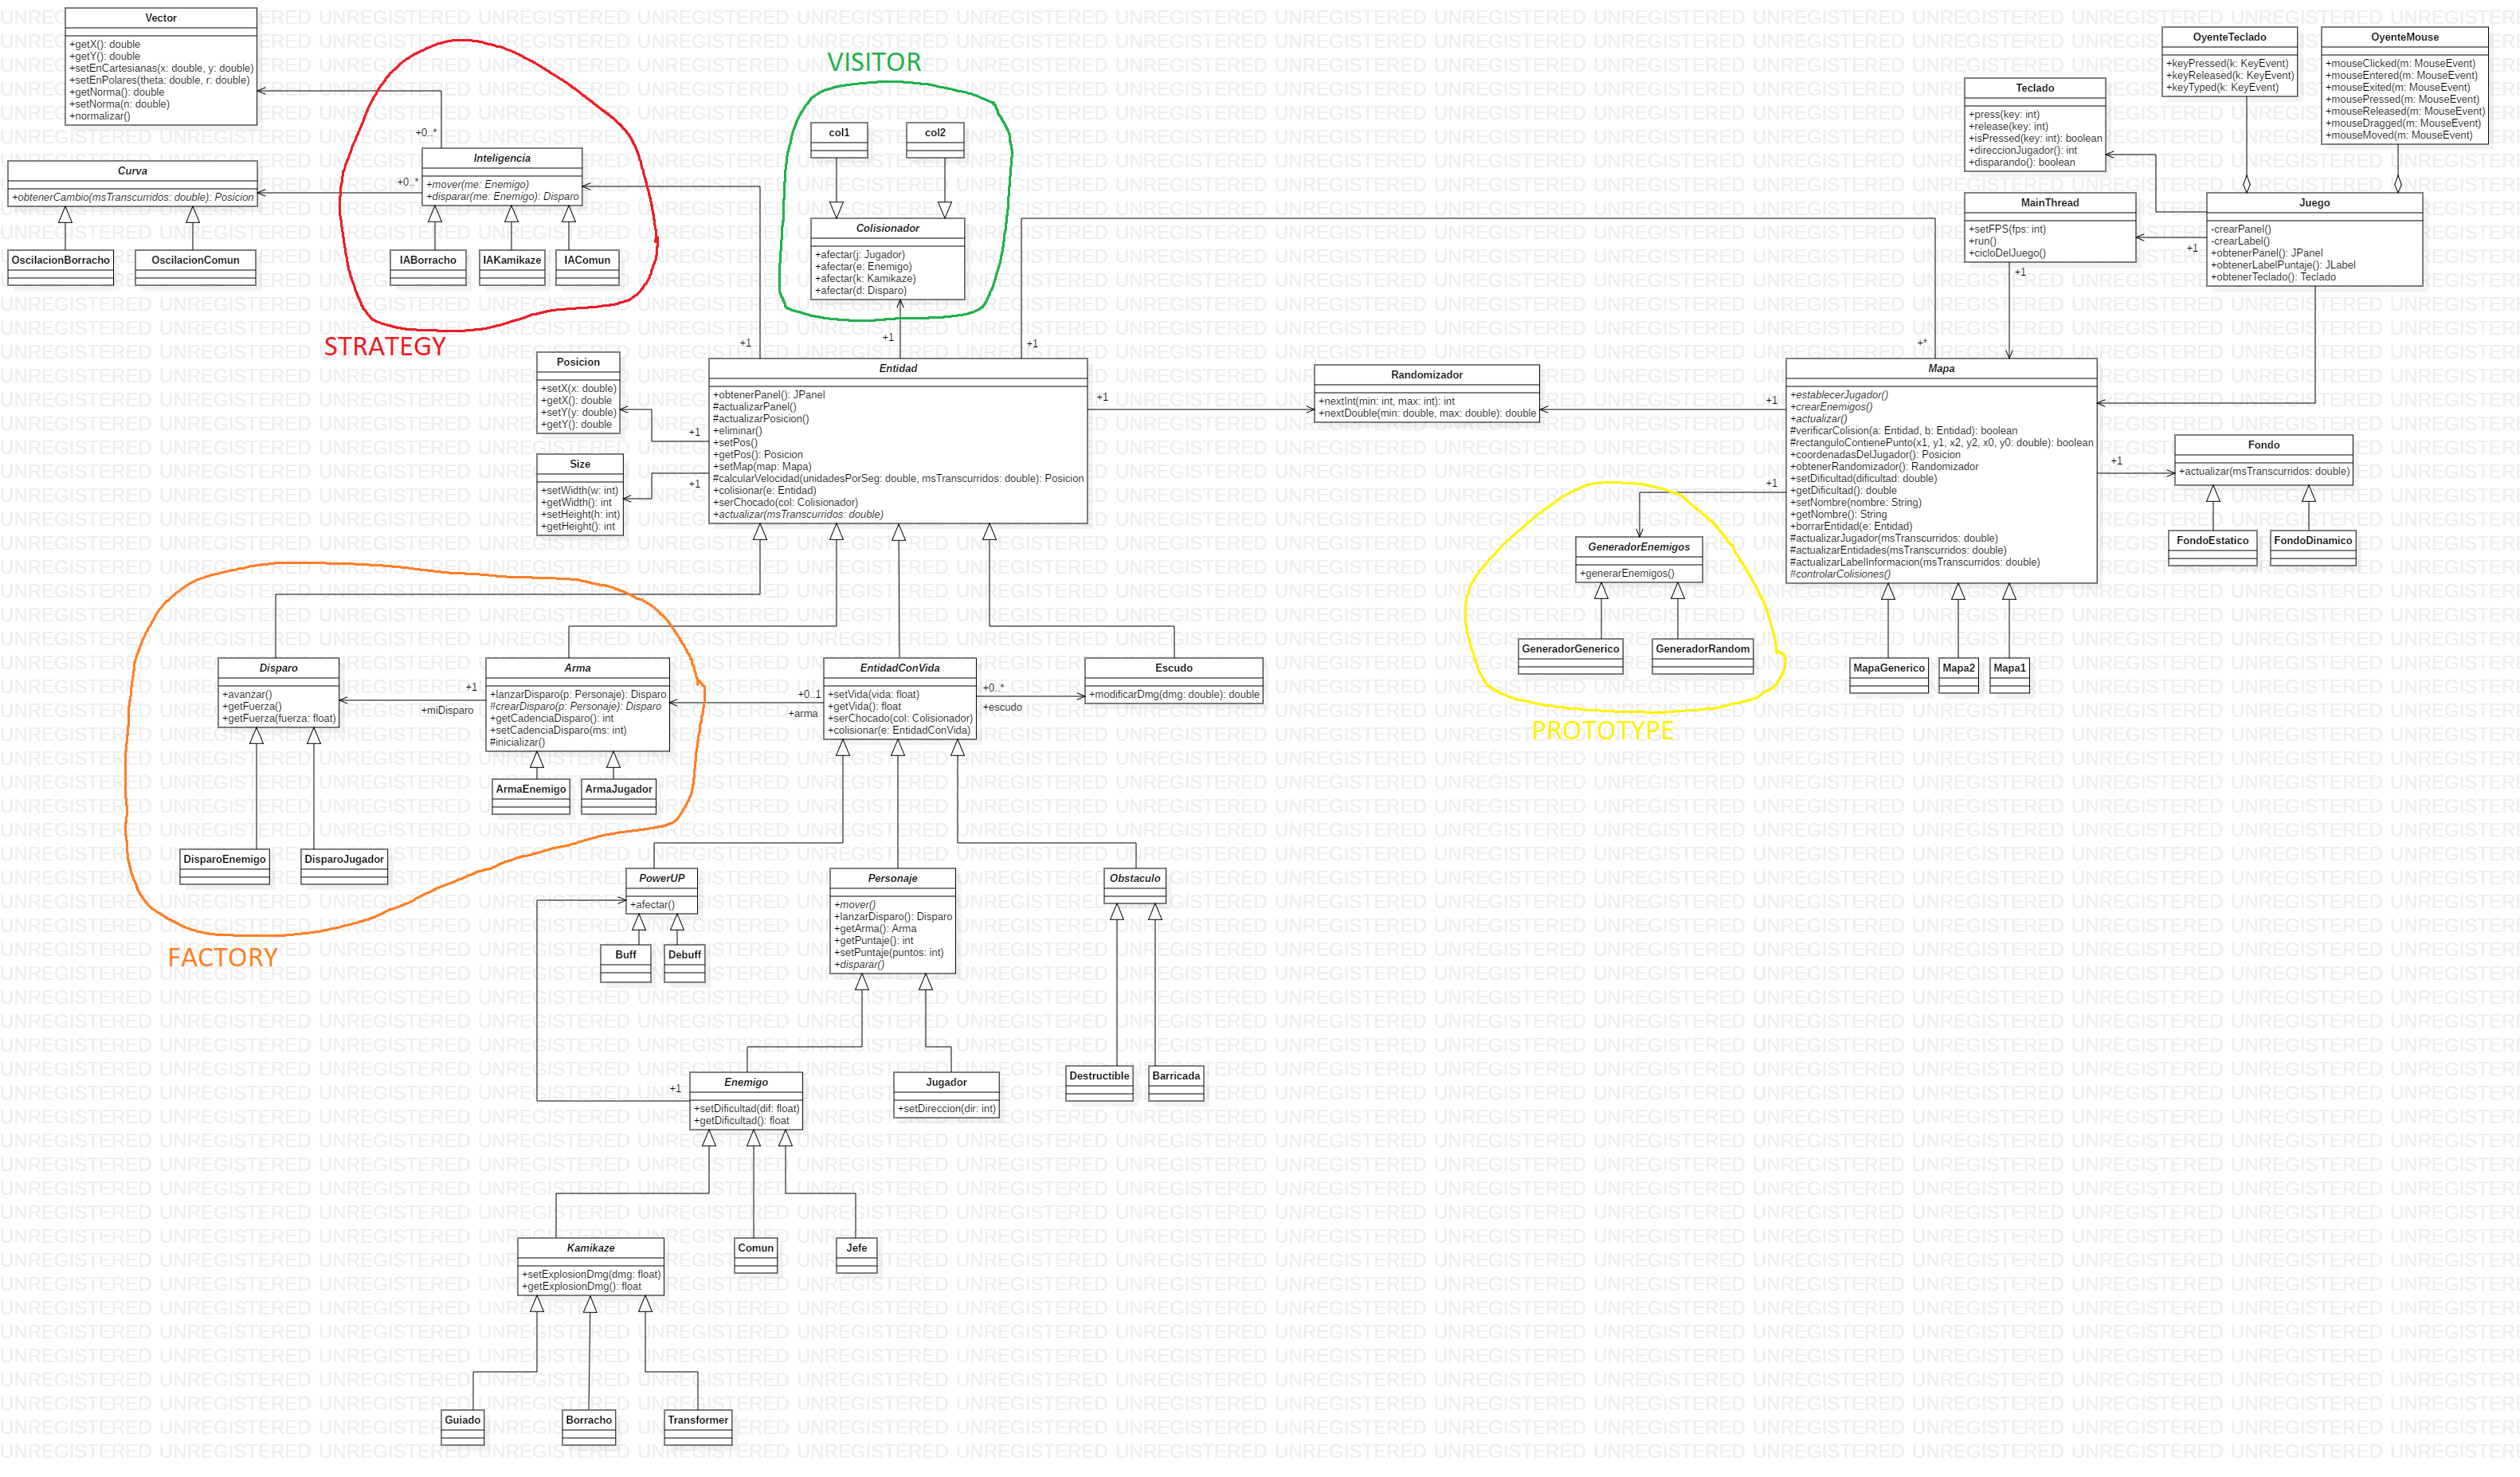 Vector
+getX(): double
+getY(): double
+setEnCartesianas(x: double, y: double)
+setEnPolares(theta: double, r: double)
+getNorma(): double
+setNorma(n: double)
+normalizar()
Curva
+obtenerCambio(msTranscurridos: double): Posicion
OscilacionBorracho
OscilacionComun
+0..*
+0..*
Inteligencia
+mover(me: Enemigo)
+disparar(me: Enemigo): Disparo
IABorracho
IAKamikaze
IAComun
STRATEGY
VISITOR
col1
col2
Colisionador
+afectar(j: Jugador)
+afectar(e: Enemigo)
+afectar(k: Kamikaze)
+afectar(d: Disparo)
+1
+1
+1
OyenteTeclado
+keyPressed(k: KeyEvent)
+keyReleased(k: KeyEvent)
+keyTyped(k: KeyEvent)
OyenteMouse
+mouseClicked(m: MouseEvent)
+mouseEntered(m: MouseEvent)
+mouseExited(m: MouseEvent)
+mousePressed(m: MouseEvent)
+mouseReleased(m: MouseEvent)
+mouseDragged(m: MouseEvent)
+mouseMoved(m: MouseEvent)
Teclado
+press(key: int)
+release(key: int)
+isPressed(key: int): boolean
+direccionJugador(): int
+disparando(): boolean
MainThread
+setFPS(fps: int)
+run()
+cicloDelJuego()
Juego
-crearPanel()
-crearLabel()
+obtenerPanel(): JPanel
+obtenerLabelPuntaje(): JLabel
+obtenerTeclado(): Teclado
+1
+1
+*
Posicion
+setX(x: double)
+getX(): double
+setY(y: double)
+getY(): double
Size
+setWidth(w: int)
+getWidth(): int
+setHeight(h: int)
+getHeight(): int
+1
+1
Entidad
+obtenerPanel(): JPanel
#actualizarPanel()
#actualizarPosicion()
+eliminar()
+setPos()
+getPos(): Posicion
+setMap(map: Mapa)
#calcularVelocidad(unidadesPorSeg: double, msTranscurridos: double): Posicion
+colisionar(e: Entidad)
+serChocado(col: Colisionador)
+actualizar(msTranscurridos: double)
+1
Randomizador
+nextInt(min: int, max: int): int
+nextDouble(min: double, max: double): double
+1
+1
Mapa
+establecerJugador()
+crearEnemigos()
+actualizar()
#verificarColision(a: Entidad, b: Entidad): boolean
#rectanguloContienePunto(x1, y1, x2, y2, x0, y0: double): boolean
+coordenadasDelJugador(): Posicion
+obtenerRandomizador(): Randomizador
+setDificultad(dificultad: double)
+getDificultad(): double
+setNombre(nombre: String)
+getNombre(): String
+borrarEntidad(e: Entidad)
#actualizarJugador(msTranscurridos: double)
#actualizarEntidades(msTranscurridos: double)
#actualizarLabelInformacion(msTranscurridos: double)
#controlarColisiones()
+1
Fondo
+actualizar(msTranscurridos: double)
FondoEstatico
FondoDinamico
GeneradorEnemigos
+generarEnemigos()
GeneradorGenerico
GeneradorRandom
PROTOTYPE
MapaGenerico
Mapa2
Mapa1
Disparo
+avanzar()
+getFuerza()
+getFuerza(fuerza: float)
+1
+miDisparo
Arma
+lanzarDisparo(p: Personaje): Disparo
#crearDisparo(p: Personaje): Disparo
+getCadenciaDisparo(): int
+setCadenciaDisparo(ms: int)
#inicializar()
+0..1
+arma
EntidadConVida
+setVida(vida: float)
+getVida(): float
+serChocado(col: Colisionador)
+colisionar(e: EntidadConVida)
+0..*
+escudo
Escudo
+modificarDmg(dmg: double): double
ArmaEnemigo
ArmaJugador
DisparoEnemigo
DisparoJugador
FACTORY
PowerUP
+afectar()
Buff
Debuff
Personaje
+mover()
+lanzarDisparo(): Disparo
+getArma(): Arma
+getPuntaje(): int
+setPuntaje(puntos: int)
+disparar()
Obstaculo
Destructible
Barricada
+1
Enemigo
+setDificultad(dif: float)
+getDificultad(): float
Jugador
+setDireccion(dir: int)
Kamikaze
+setExplosionDmg(dmg: float)
+getExplosionDmg(): float
Comun
Jefe
Guiado
Borracho
Transformer
UNREGISTERED